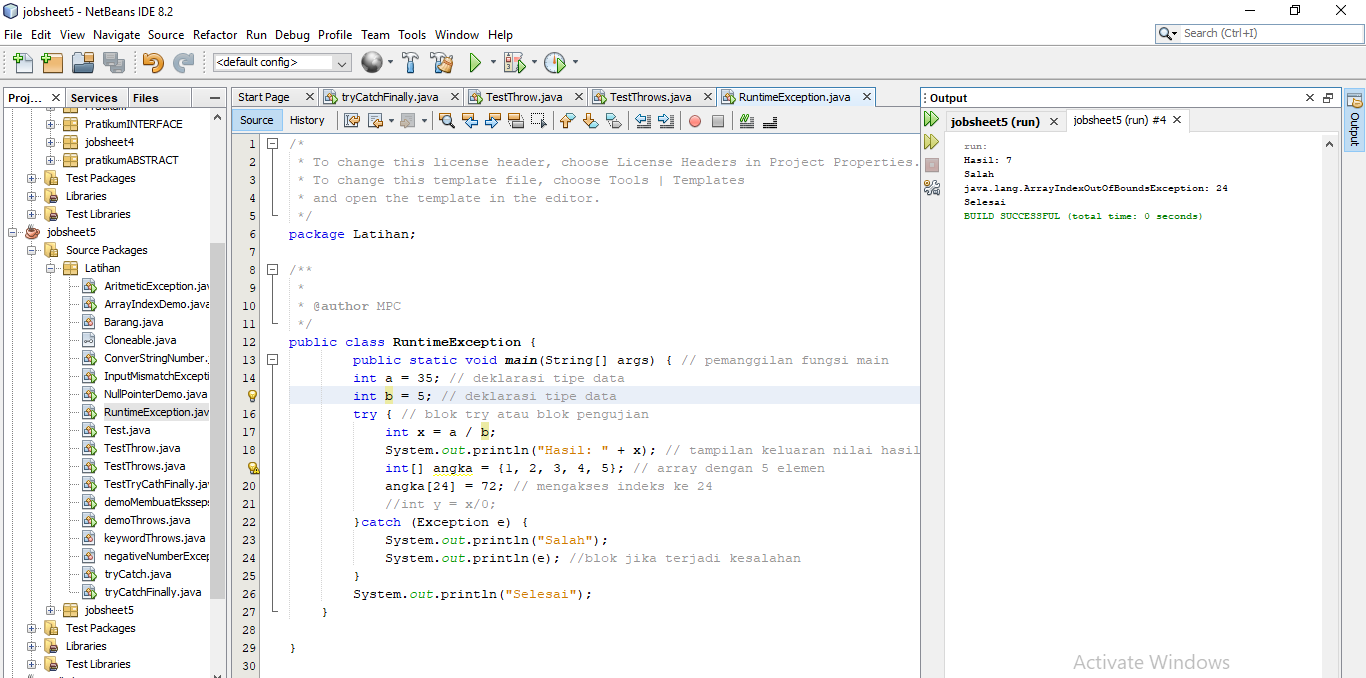 jobsheet5 - NetBeans IDE 8.2
File Edit View Navigate Source Refactor Run Debug Profile Team Tools Window Help
Search (Ctrl+I)
<default config>
Proj... Services Files
PratikumINTERFACE
jobsheet4
pratikumABSTRACT
Test Packages
Libraries
Test Libraries
jobsheet5
Source Packages
Latihan
AritmeticException.jav
ArrayIndexDemo.java
Barang.java
Cloneable.java
ConverStringNumber.
InputMismatchExcepti
NullPointerDemo.java
RuntimeException.jav
Test.java
TestThrow.java
TestThrows.java
TestTryCathFinally.jav
demoMembuatEksseps
demoThrows.java
keywordThrows.java
negativeNumberExcep
tryCatch.java
tryCatchFinally.java
jobsheet5
Test Packages
Libraries
Test Libraries
Start Page tryCatchFinally.java TestThrow.java TestThrows.java RuntimeException.java
Source History
1 /*
2 * To change this license header, choose License Headers in Project Properties.
3 * To change this template file, choose Tools | Templates
4 * and open the template in the editor.
5 */
6 package Latihan;
7
8 /**
9 *
10 * @author MPC
11 */
12 public class RuntimeException {
13 public static void main(String[] args) { // pemanggilan fungsi main
14 int a = 35; // deklarasi tipe data
int b = 5; // deklarasi tipe data
16 try { // blok try atau blok pengujian
17 int x = a / b;
18 System.out.println("Hasil: " + x); // tampilan keluaran nilai hasil
int[] angka = {1, 2, 3, 4, 5}; // array dengan 5 elemen
20 angka[24] = 72; // mengakses indeks ke 24
21 //int y = x/0;
22 }catch (Exception e) {
23 System.out.println("Salah");
24 System.out.println(e); //blok jika terjadi kesalahan
25 }
26 System.out.println("Selesai");
27 }
28
29 }
30
Output
jobsheet5 (run) jobsheet5 (run) #4
run:
Hasil: 7
Salah
java.lang.ArrayIndexOutOfBoundsException: 24
Selesai
BUILD SUCCESSFUL (total time: 0 seconds)
Output
Activate Windows